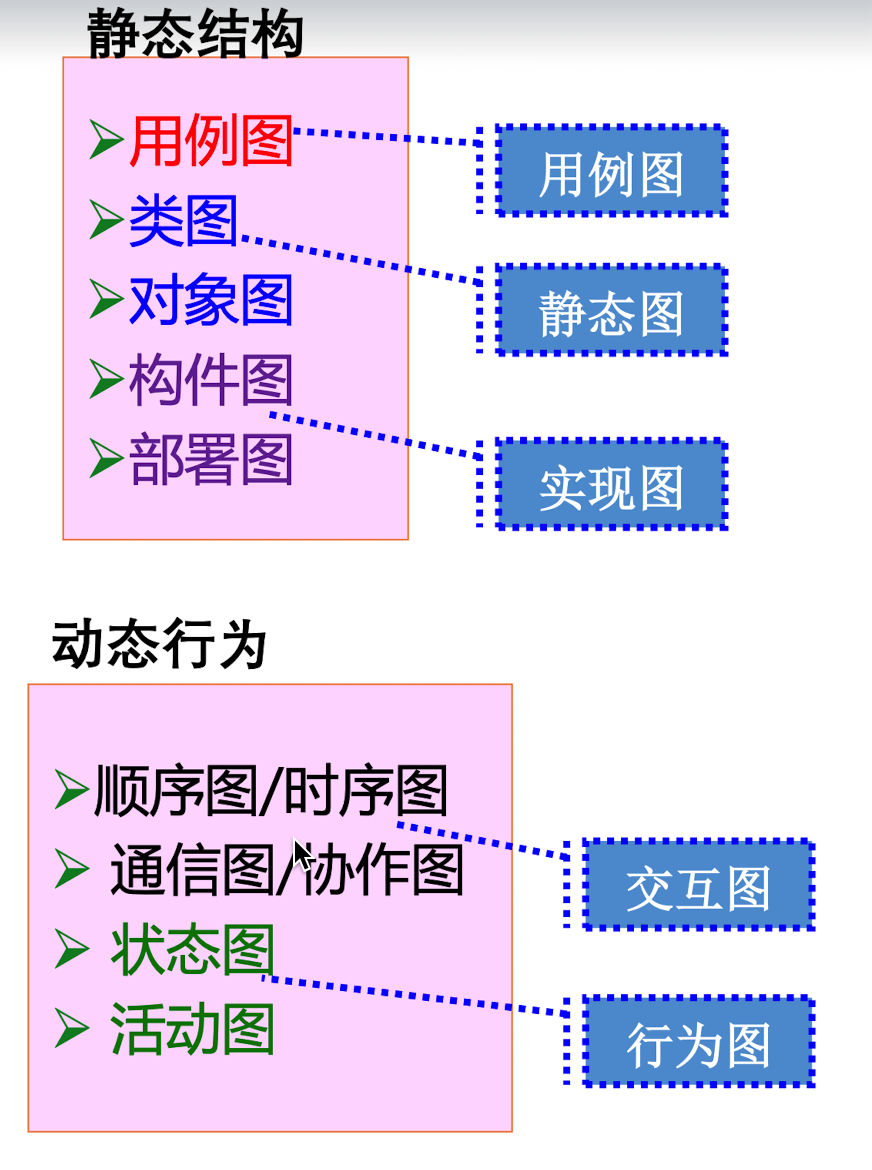 静态结构
用例图
用例图
类图
静态图
对象图
构件图
部署图
实现图
动态行为
顺序图/时序图
通信图/协作图
交互图
状态图
活动图
行为图